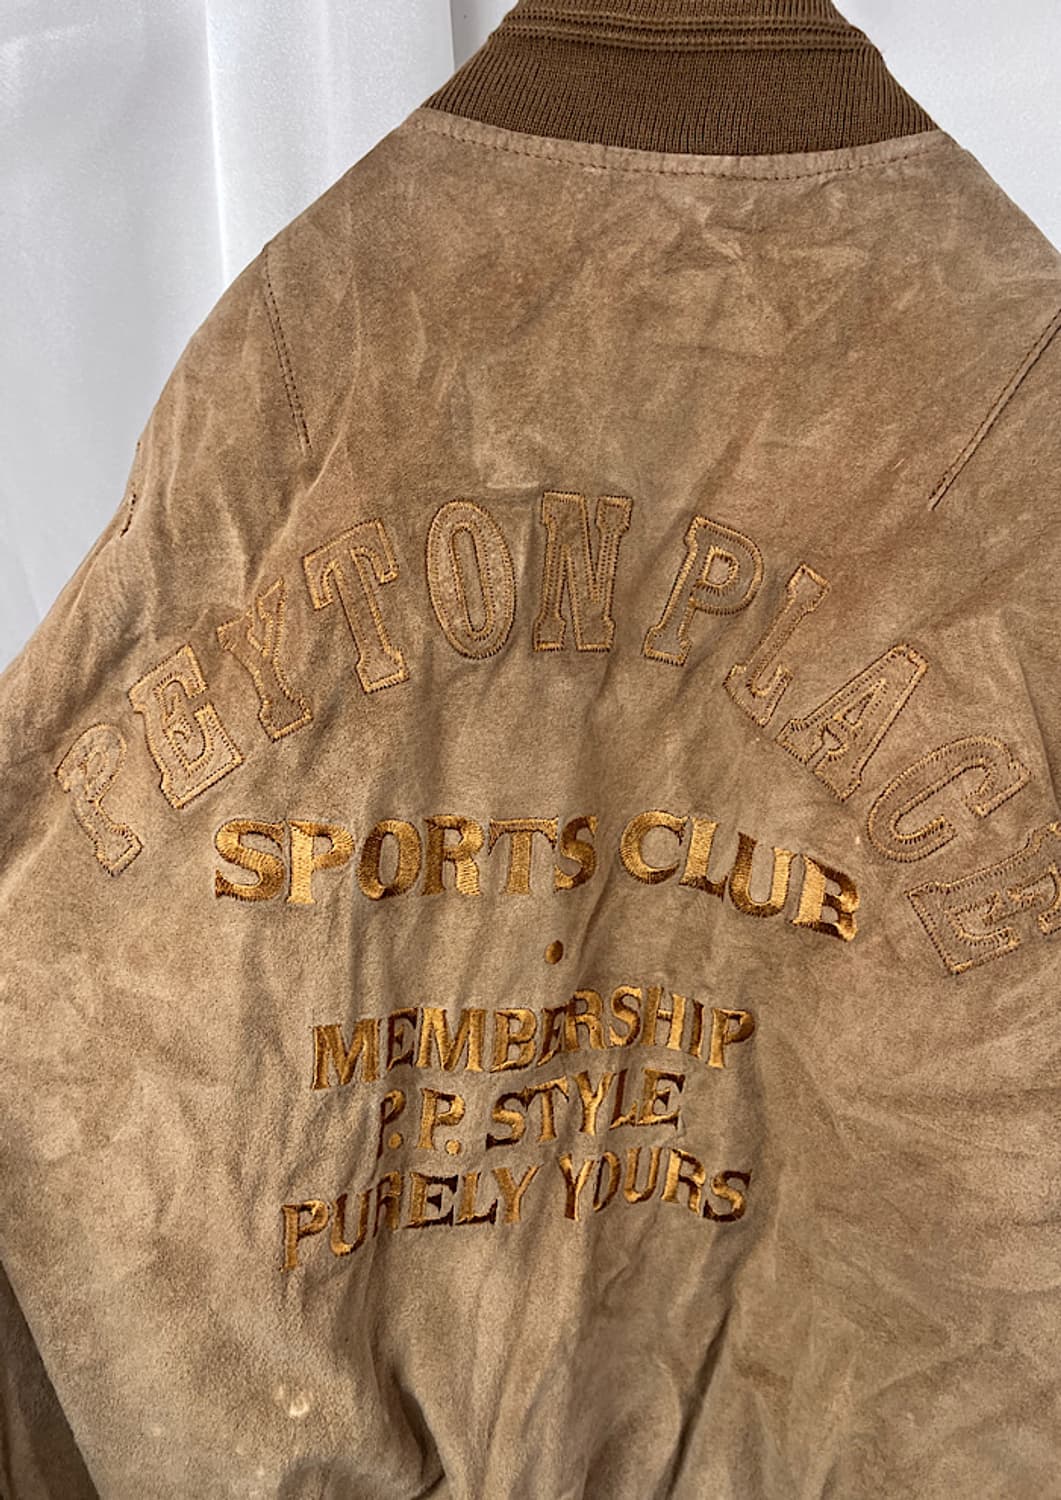 PEYTON PLACE
SPORTS CLUB
•
MEMBERSHIP
P.P. STYLE
PURELY YOURS